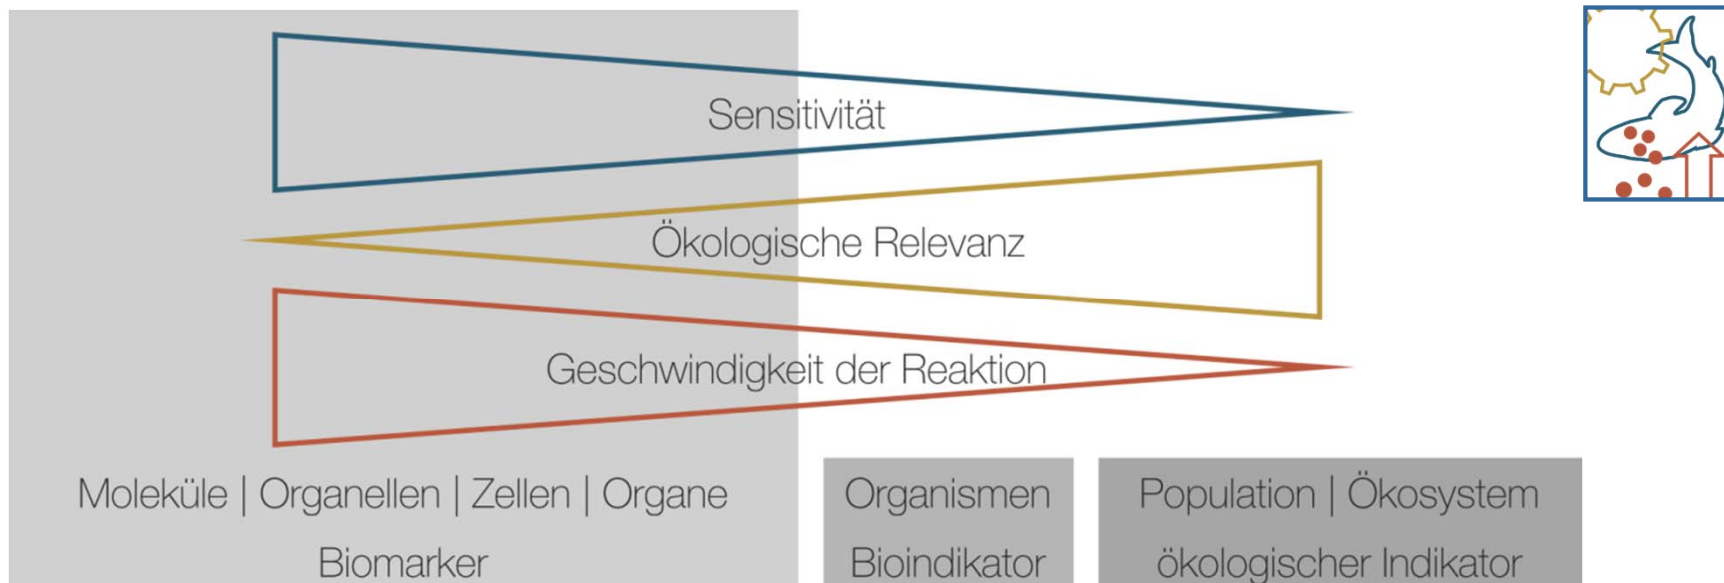 Sensitivität
Ökologische Relevanz
Geschwindigkeit der Reaktion
Moleküle | Organellen | Zellen | Organe
Biomarker
Organismen
Bioindikator
Population | Ökosystem
ökologischer Indikator